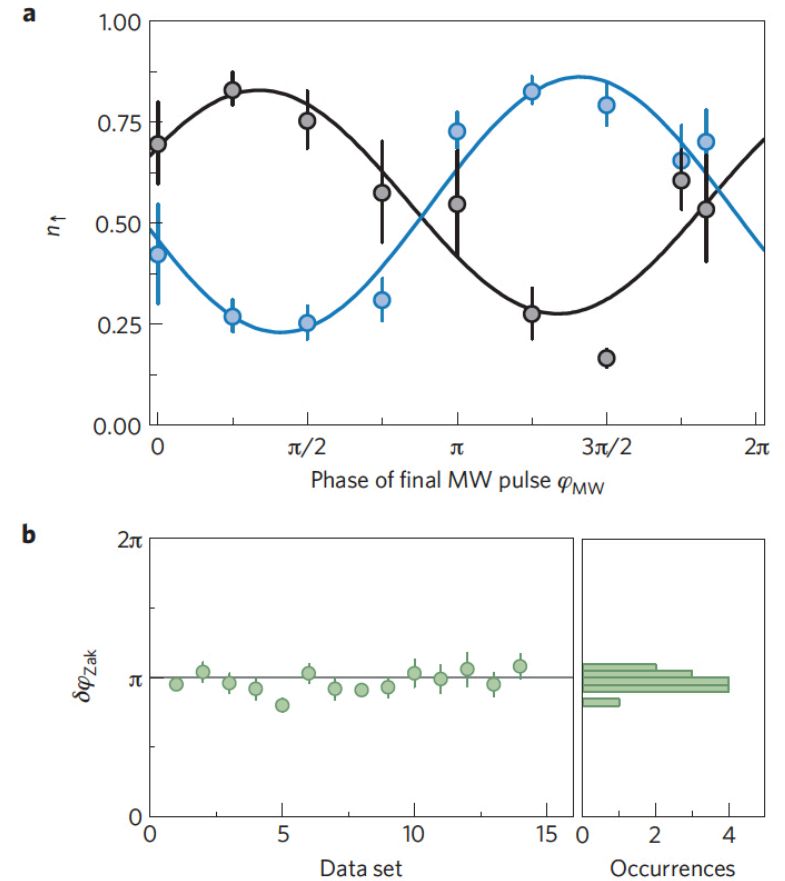 a
1.00
0.75
0.50
0.25
0.00
n↑
0 π/2 π 3π/2 2π
Phase of final MW pulse φMW
b
2π
π
0
δφZak
0 5 10 15
Data set
0 2 4
Occurrences